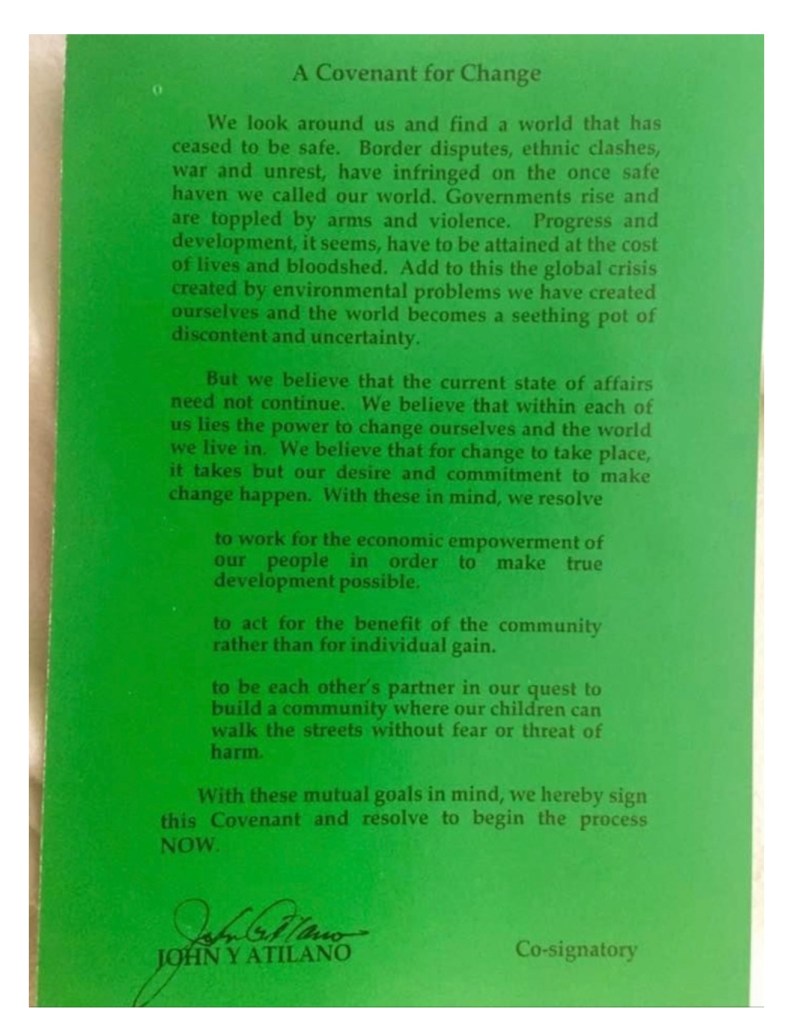 A Covenant for Change
We look around us and find a world that has
ceased to be safe. Border disputes, ethnic clashes,
war and unrest, have infringed on the once safe
haven we called our world. Governments rise and
are toppled by arms and violence. Progress and
development, it seems, have to be attained at the cost
of lives and bloodshed. Add to this the global crisis
created by environmental problems we have created
ourselves and the world becomes a seething pot of
discontent and uncertainty.
But we believe that the current state of affairs
need not continue. We believe that within each of
us lies the power to change ourselves and the world
we live in. We believe that for change to take place,
it takes but our desire and commitment to make
change happen. With these in mind, we resolve
to work for the economic empowerment of
our people in order to make true
development possible.
to act for the benefit of the community
rather than for individual gain.
to be each other's partner in our quest to
build a community where our children can
walk the streets without fear or threat of
harm.
With these mutual goals in mind, we hereby sign
this Covenant and resolve to begin the process
NOW.
John Atilano
JOHN Y ATILANO Co-signatory